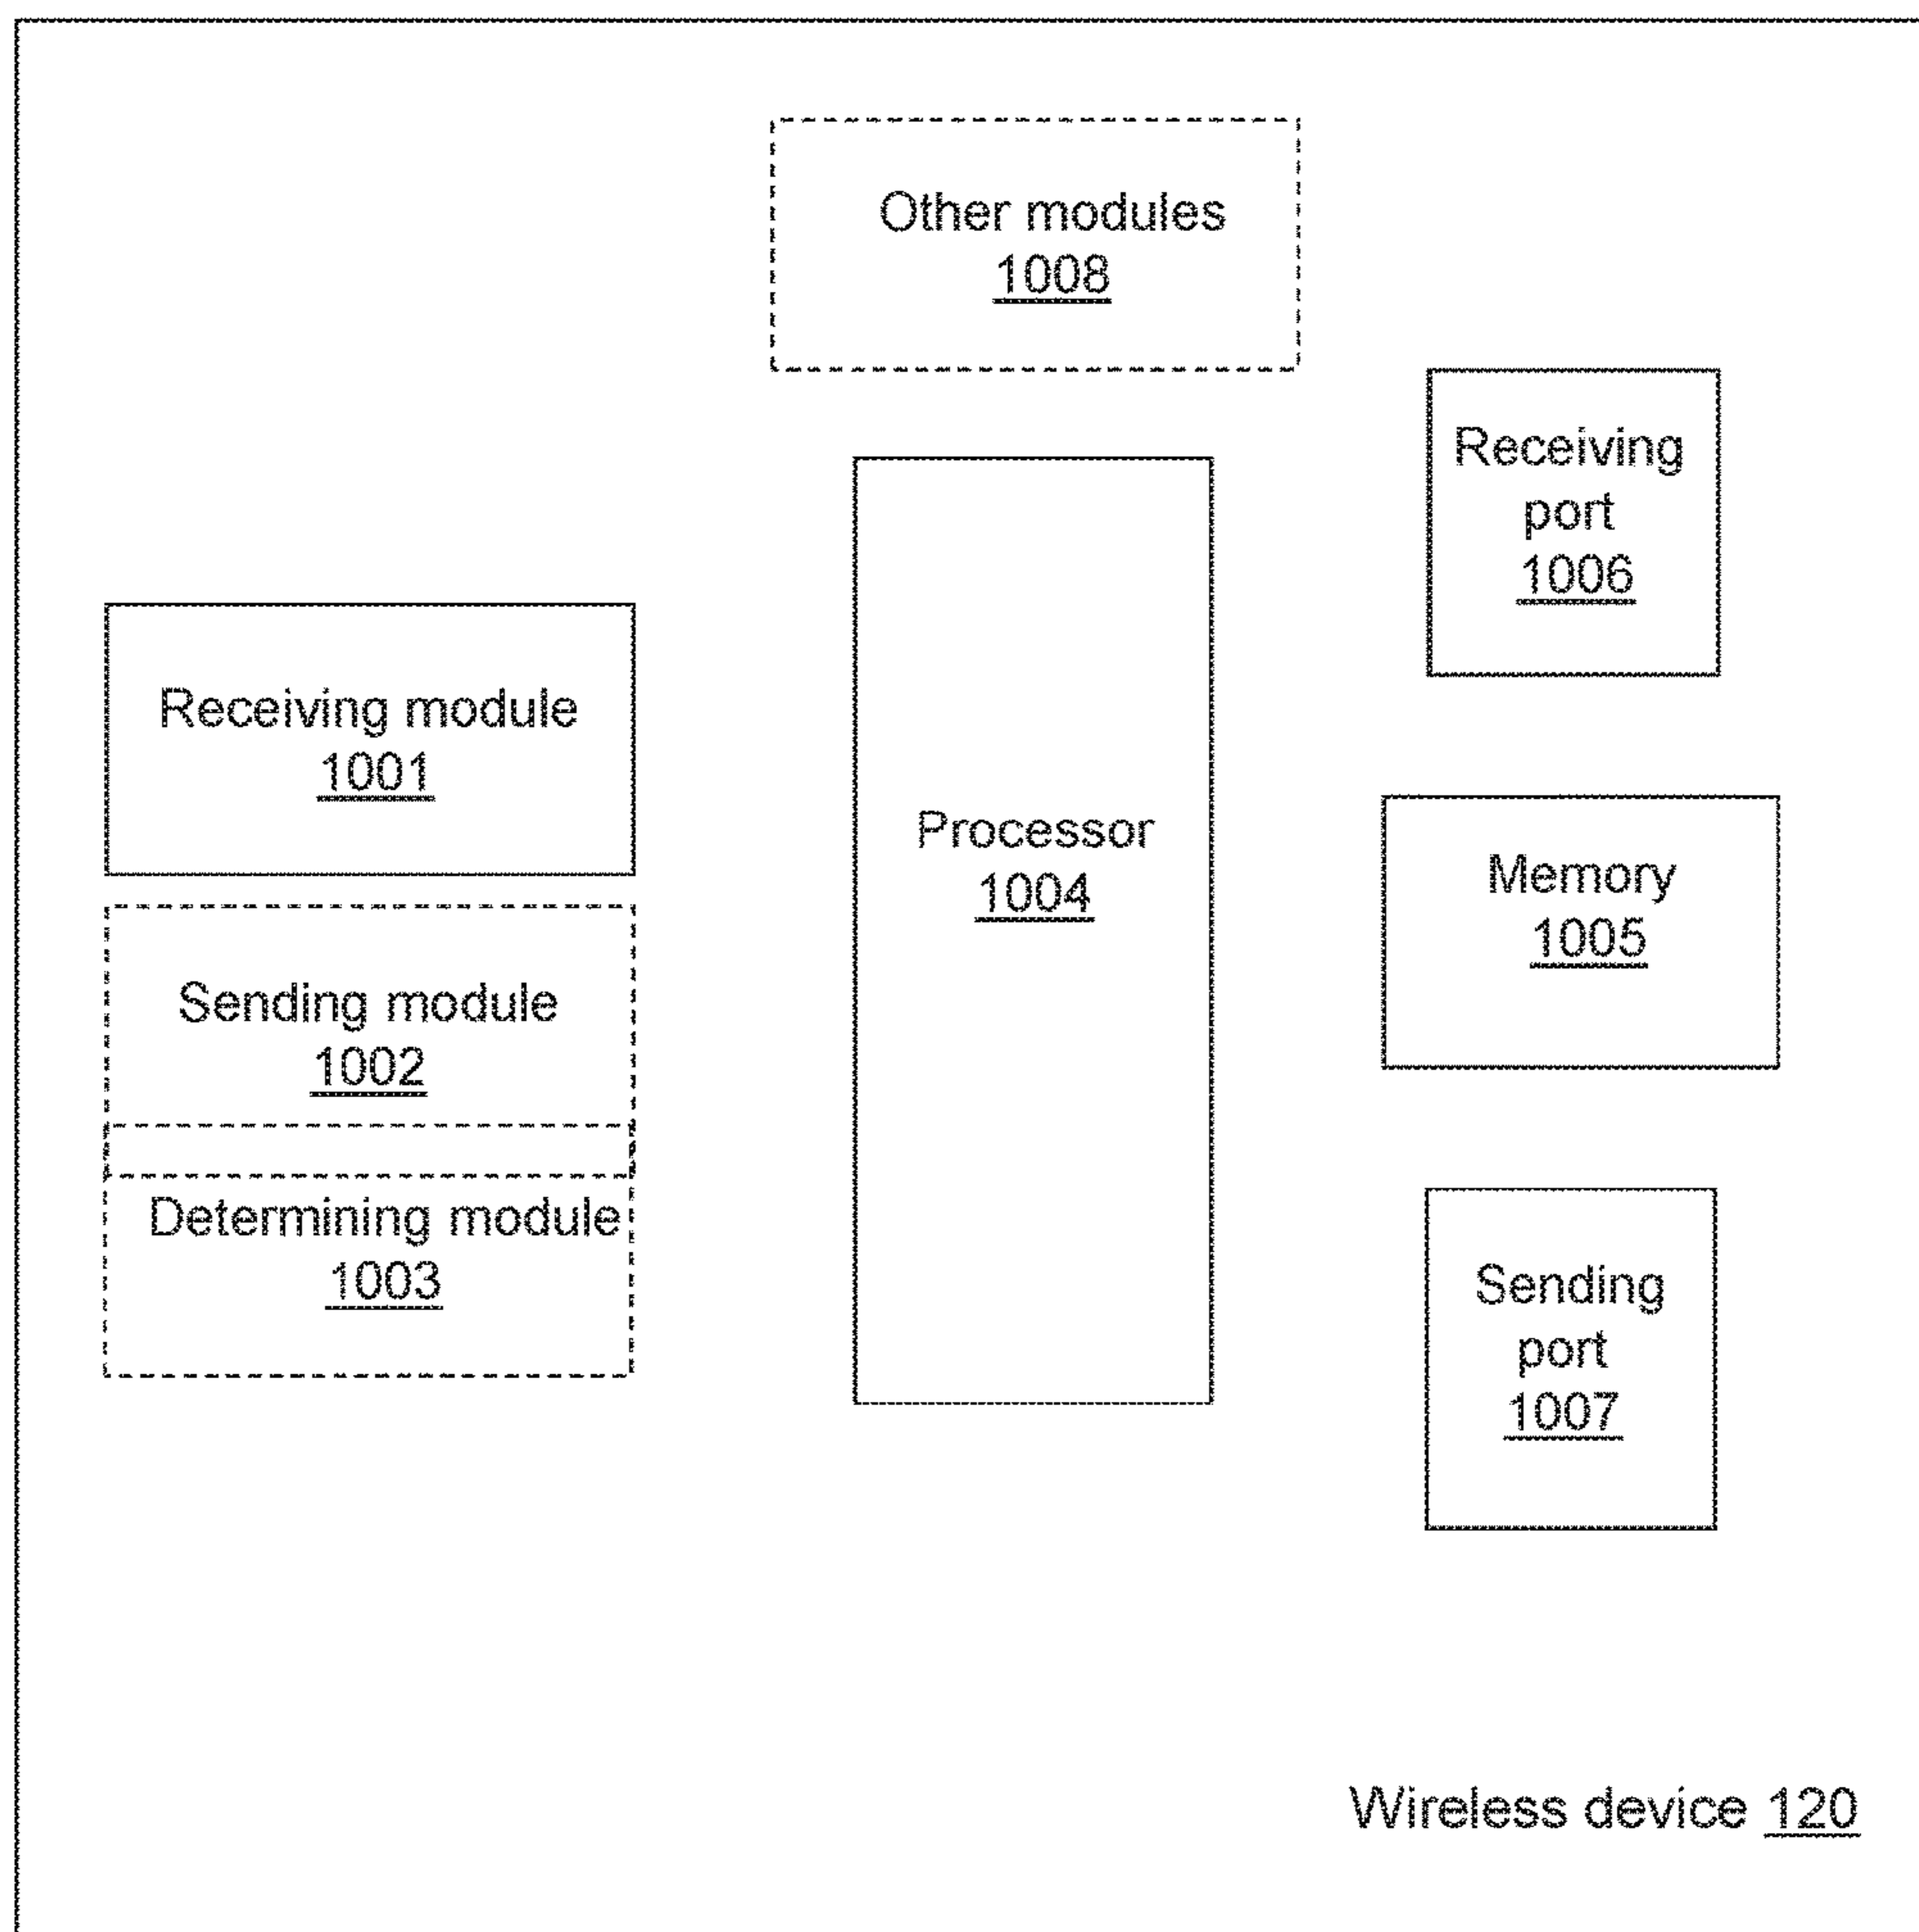 Other modules
1008
Receiving
port
1006
Receiving module
1001
Processor
1004
Memory
1005
Sending module
1002
Determining module
1003
Sending
port
1007
Wireless device 120